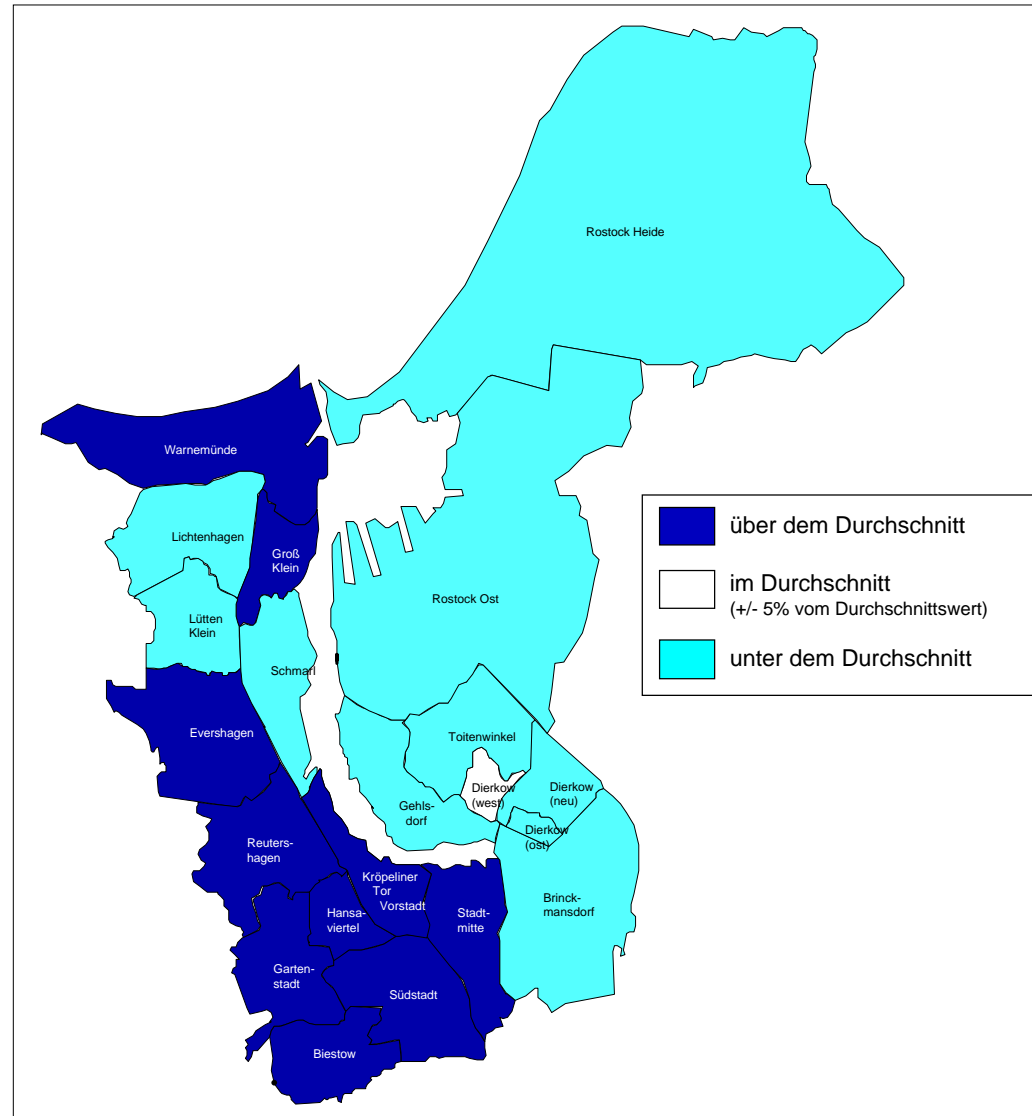 Rostock Heide
Warnemünde
Lichtenhagen
Groß
Klein
Rostock Ost
Lütten
Klein
Schmarl
Evershagen
Toitenwinkel
Dierkow
(west)
Dierkow
(neu)
Gehls-
dorf
Dierkow
(ost)
Reuters-
hagen
Kröpeliner
Tor
Vorstadt
Hansa-
viertel
Stadt-
mitte
Brinck-
mansdorf
Garten-
stadt
Südstadt
Biestow
über dem Durchschnitt
im Durchschnitt
(+/- 5% vom Durchschnittswert)
unter dem Durchschnitt